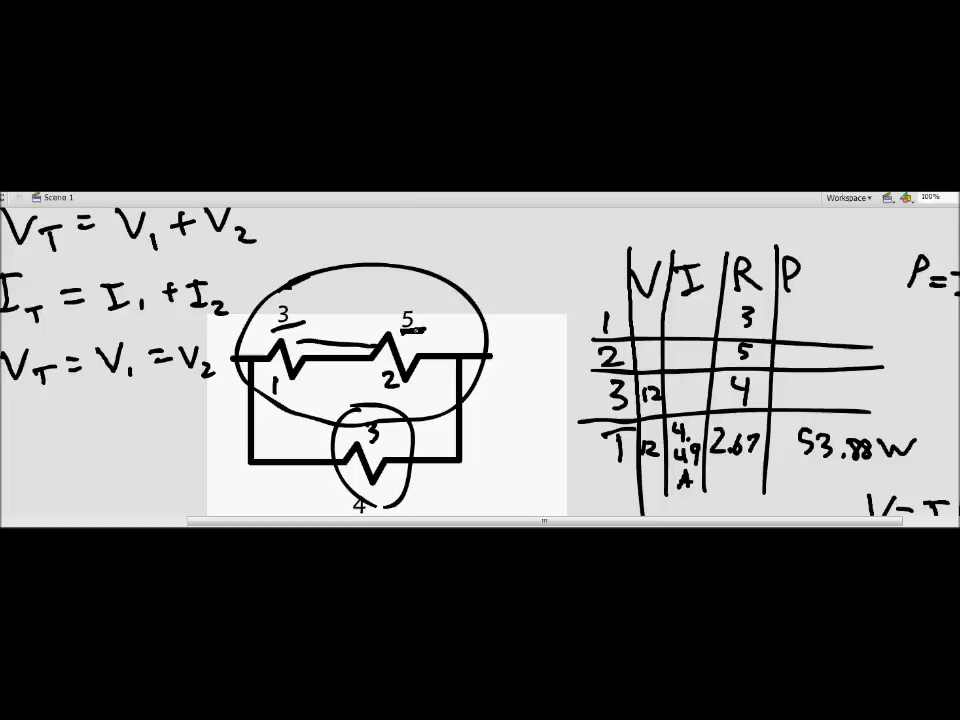 Scene 1
Workspace
100%
VT = V1 + V2
IT = I1 + I2
VT = V1 = V2
3
5
1
2
3
4
V I R P
1 3
2 5
3 12 4
T 12 4.49 A 2.67 53.88 W
P = I
V = I